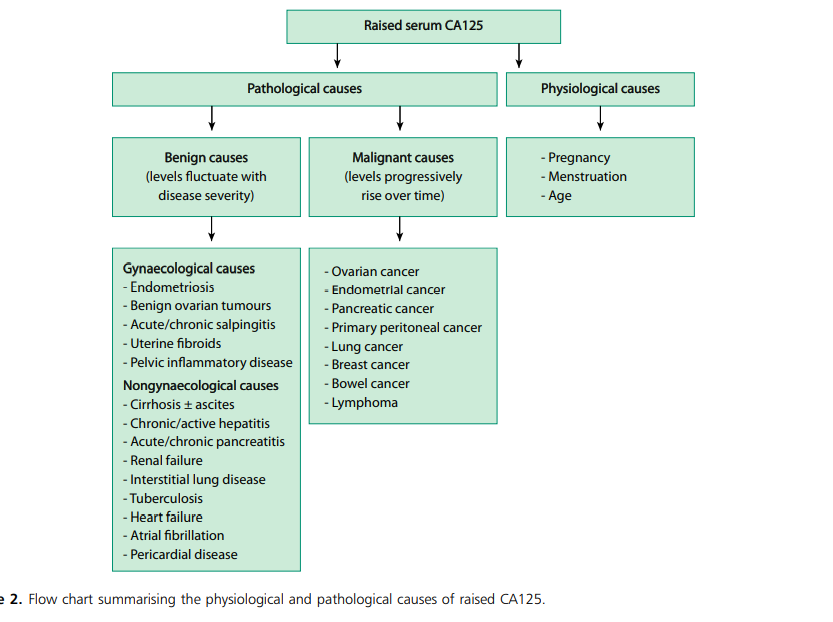 Raised serum CA125
Pathological causes
Physiological causes
Benign causes
(levels fluctuate with
disease severity)
Malignant causes
(levels progressively
rise over time)
- Pregnancy
- Menstruation
- Age
Gynaecological causes
- Endometriosis
- Benign ovarian tumours
- Acute/chronic salpingitis
- Uterine fibroids
- Pelvic inflammatory disease
Nongynaecological causes
- Cirrhosis ± ascites
- Chronic/active hepatitis
- Acute/chronic pancreatitis
- Renal failure
- Interstitial lung disease
- Tuberculosis
- Heart failure
- Atrial fibrillation
- Pericardial disease
- Ovarian cancer
- Endometrial cancer
- Pancreatic cancer
- Primary peritoneal cancer
- Lung cancer
- Breast cancer
- Bowel cancer
- Lymphoma
e 2. Flow chart summarising the physiological and pathological causes of raised CA125.